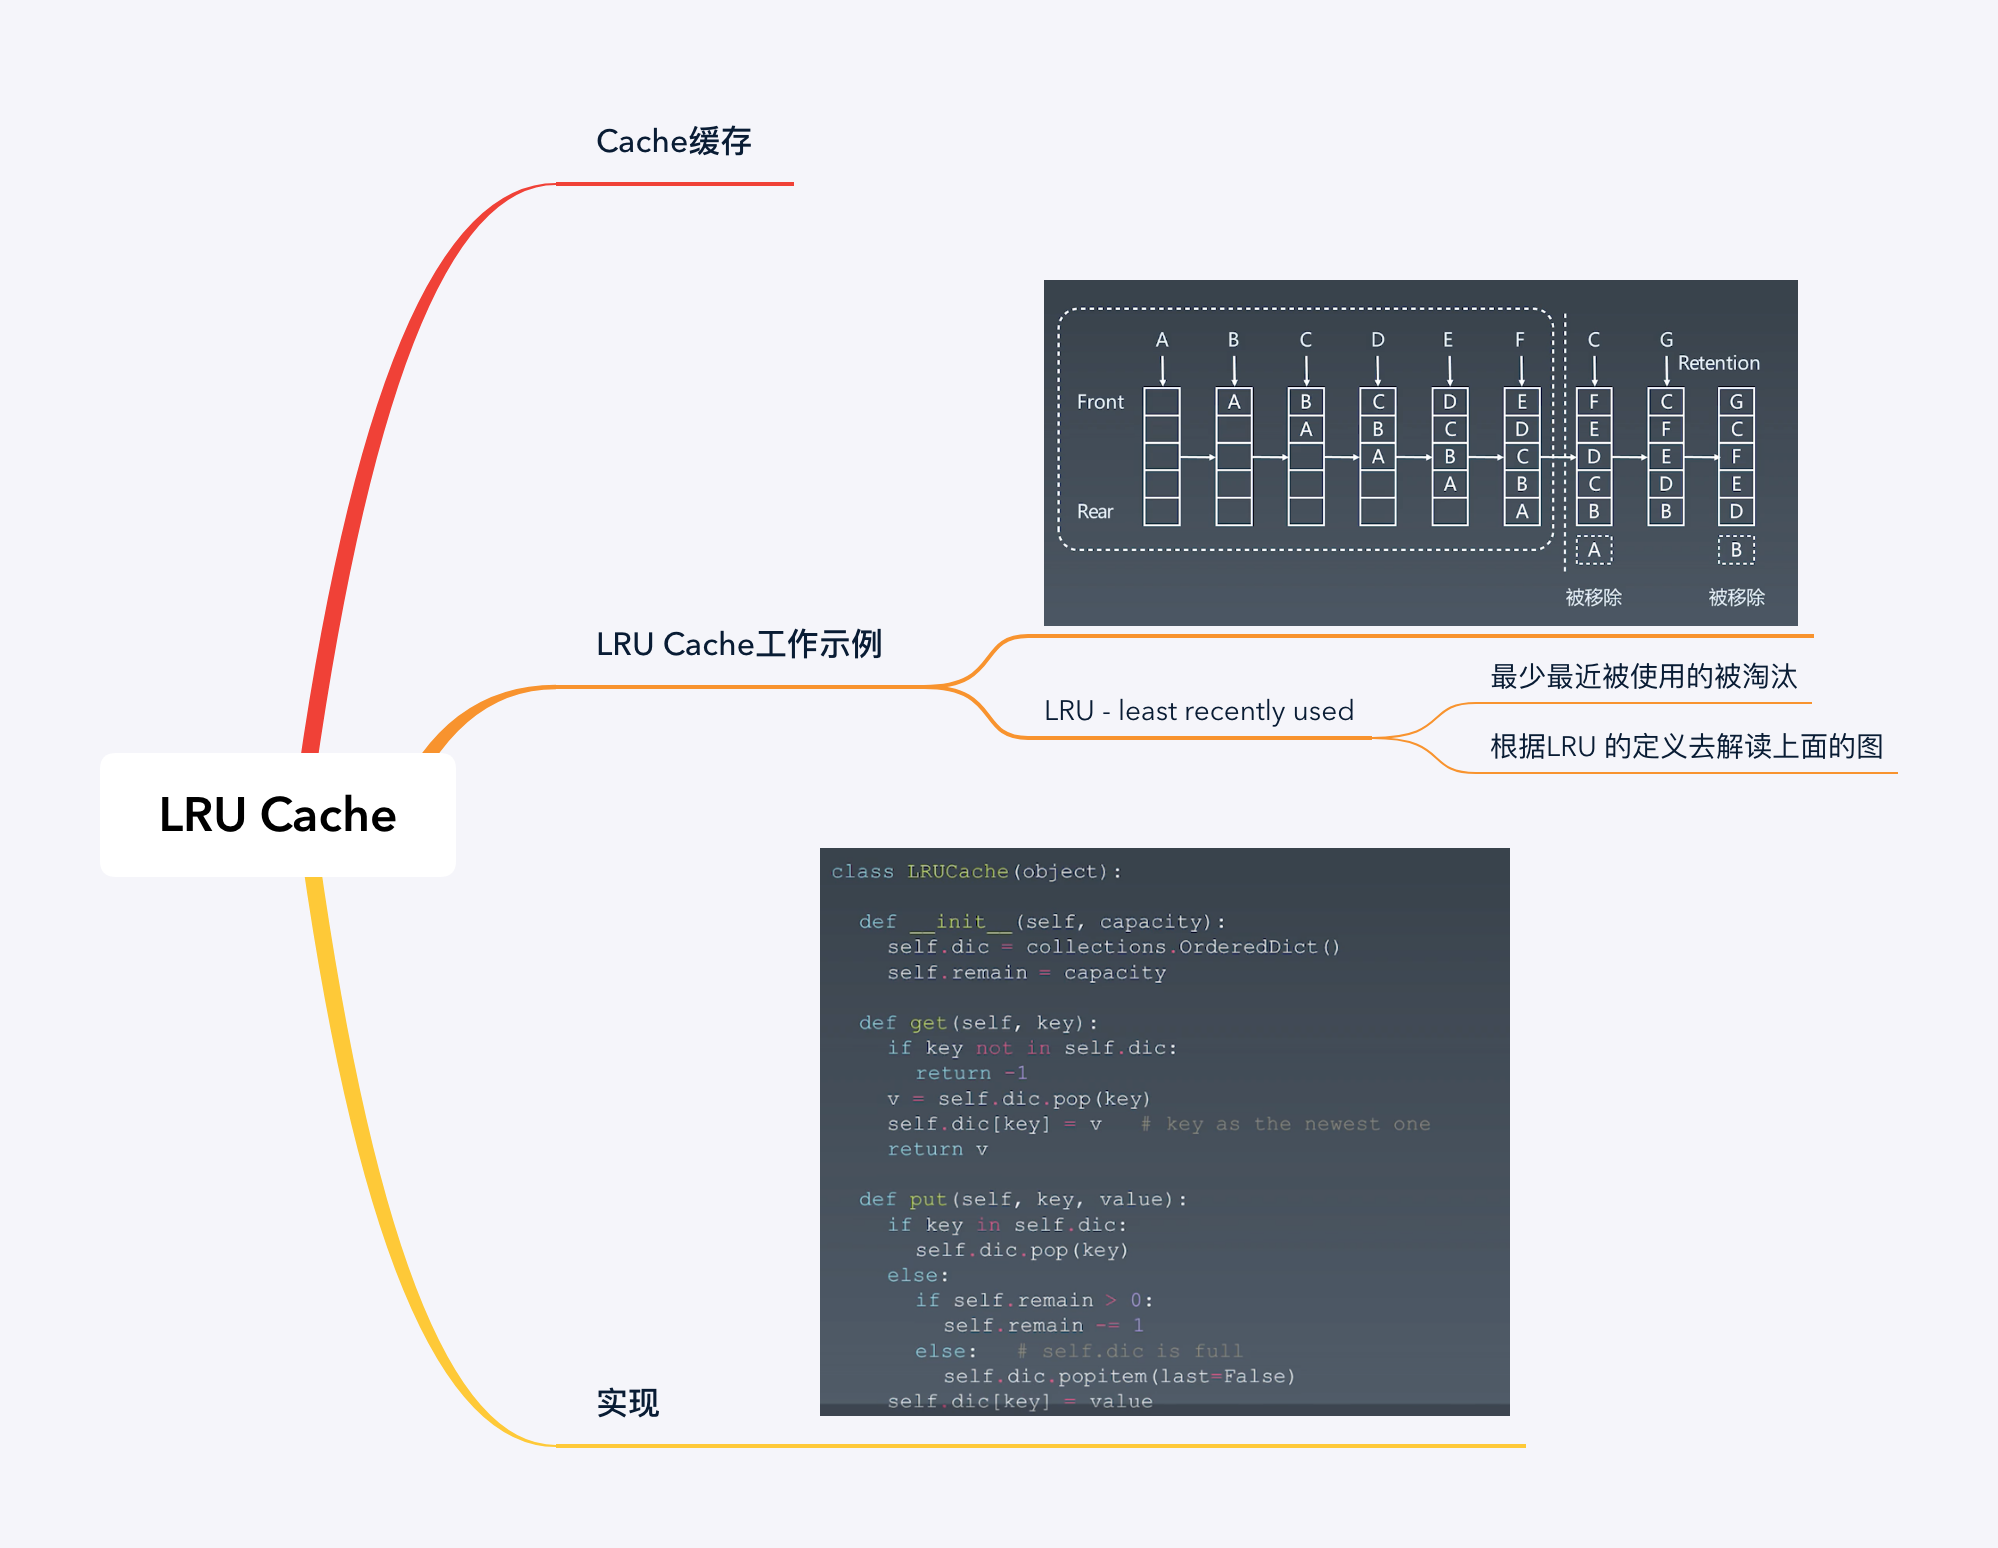 Cache缓存
A B C D E F C G
Retention
Front A B C D E F C G
A B C D E F C
A B C D E F
A B C D E
Rear A B B D
A B
被移除 被移除
LRU Cache工作示例
最少最近被使用的被淘汰
LRU - least recently used
根据LRU 的定义去解读上面的图
LRU Cache
class LRUCache(object):
def __init__(self, capacity):
self.dic = collections.OrderedDict()
self.remain = capacity
def get(self, key):
if key not in self.dic:
return -1
v = self.dic.pop(key)
self.dic[key] = v # key as the newest one
return v
def put(self, key, value):
if key in self.dic:
self.dic.pop(key)
else:
if self.remain > 0:
self.remain -= 1
else: # self.dic is full
self.dic.popitem(last=False)
self.dic[key] = value
实现